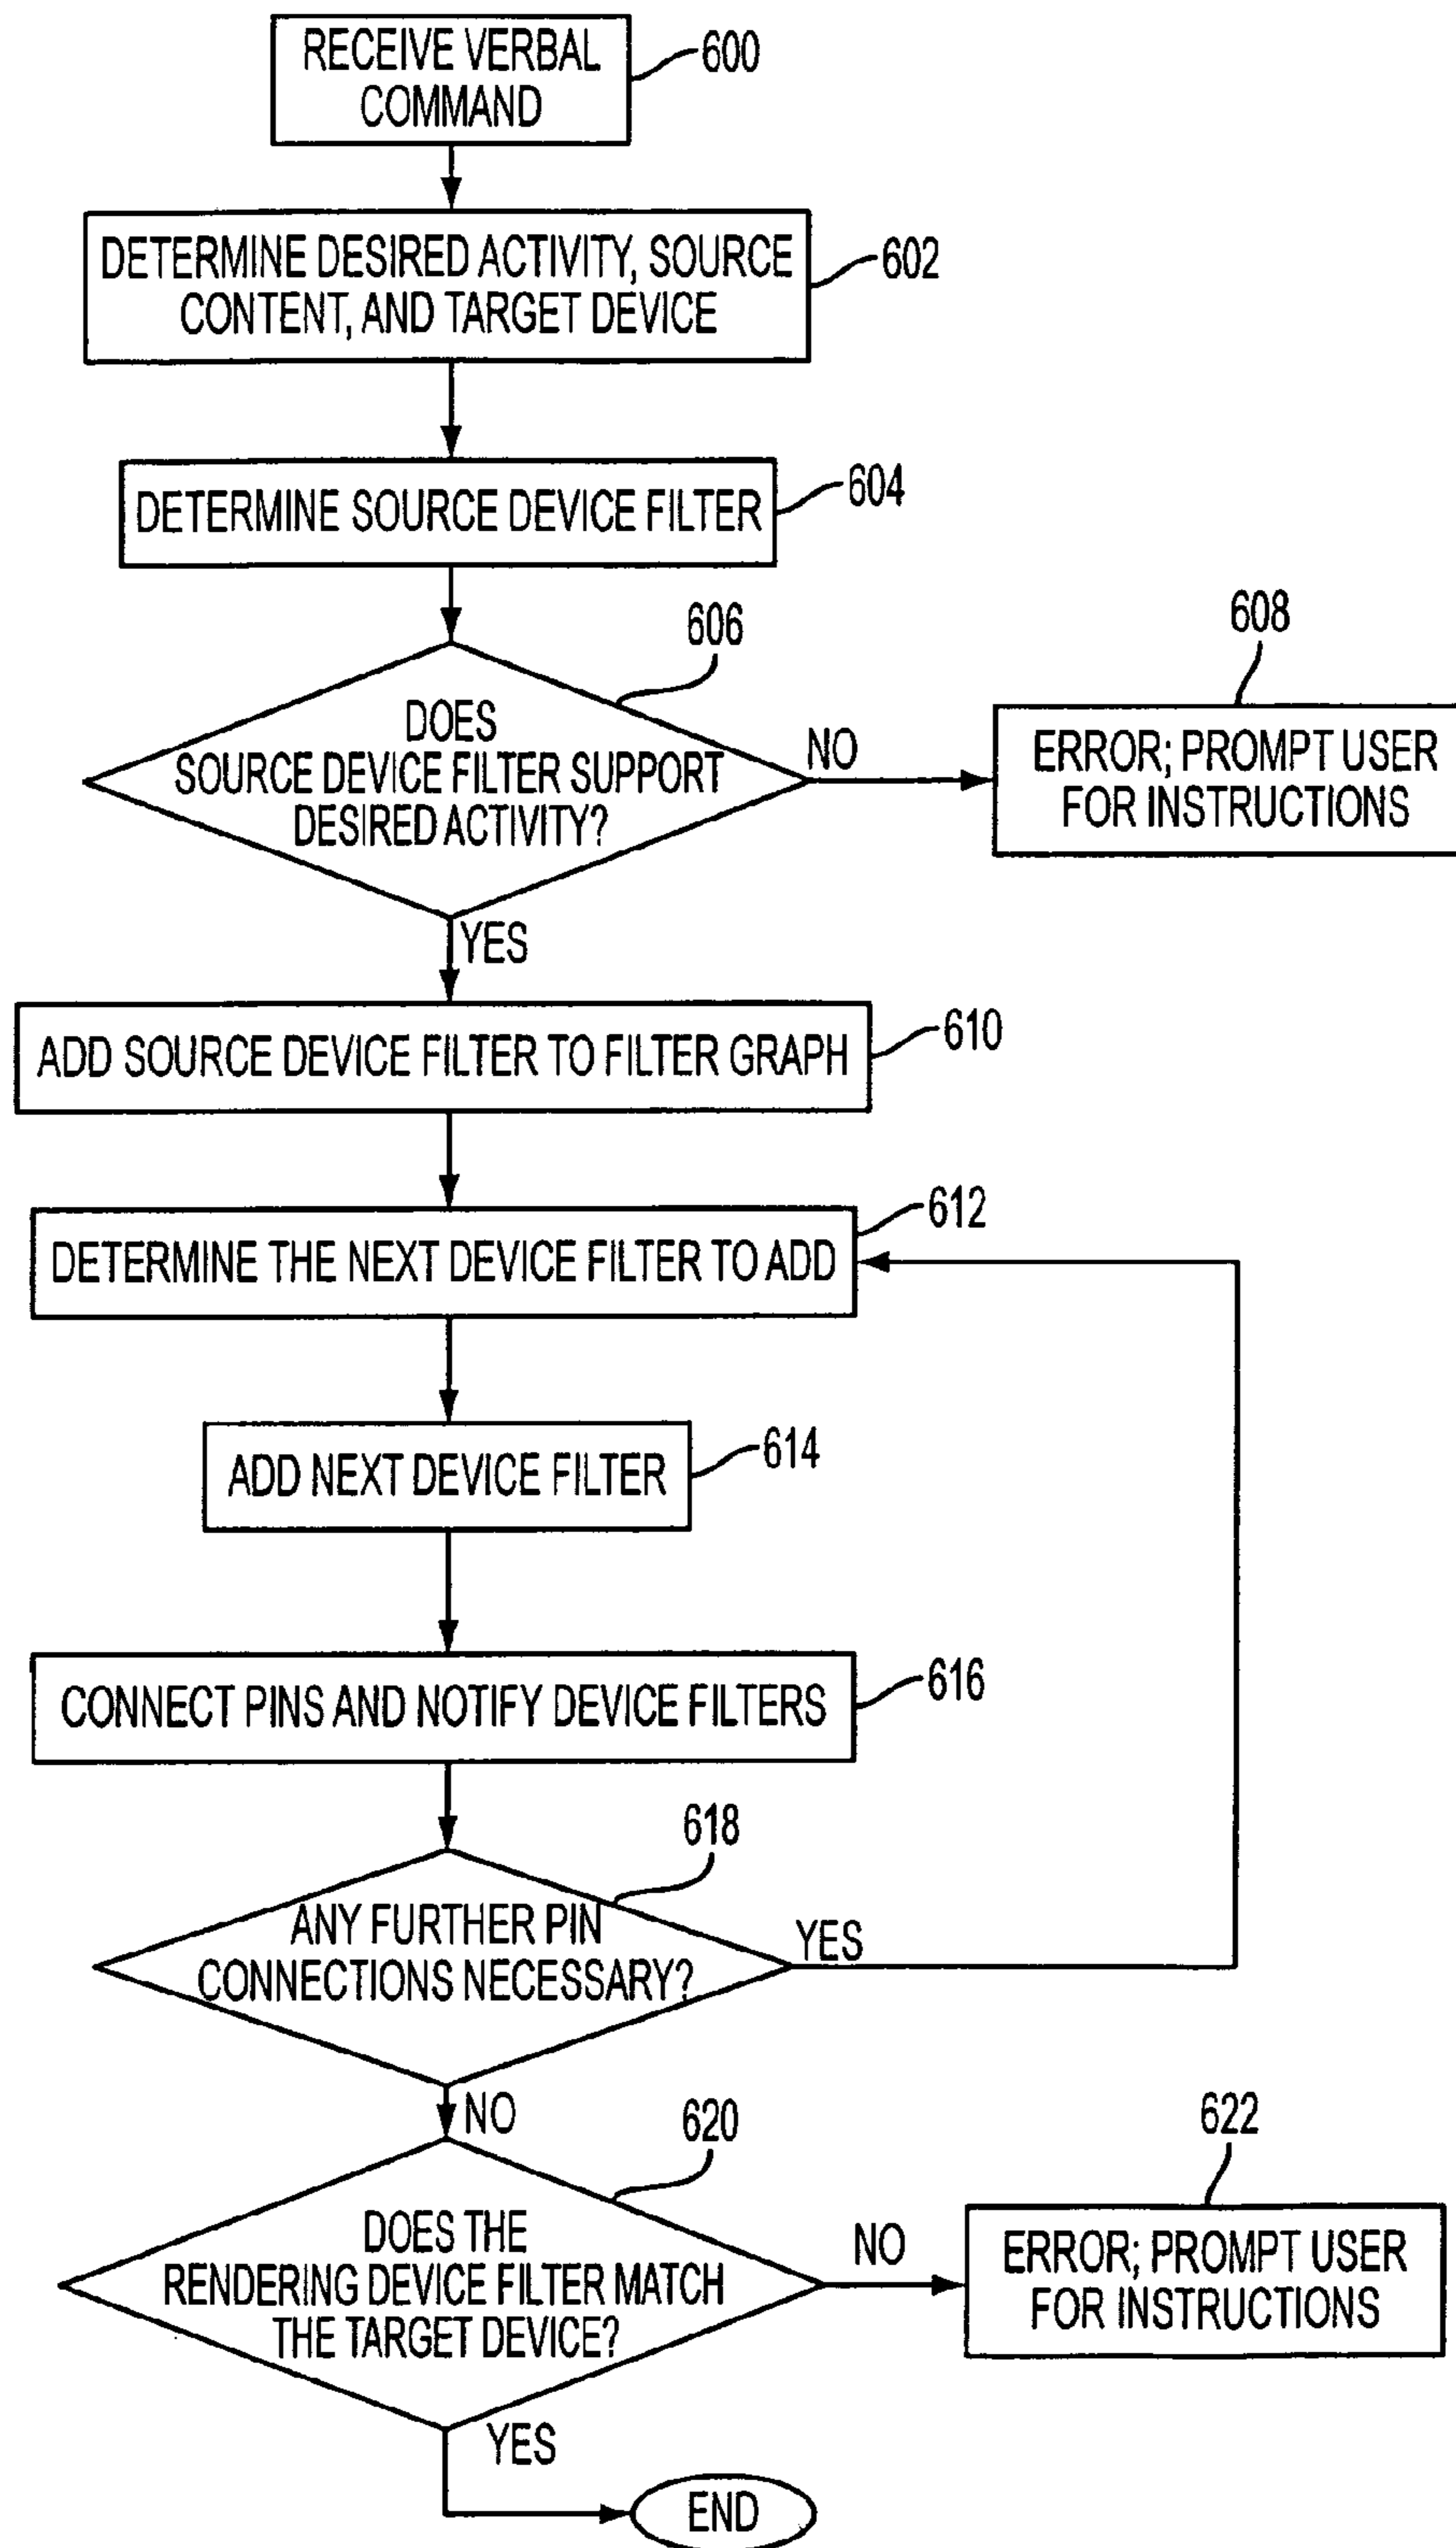 RECEIVE VERBAL
COMMAND
600
DETERMINE DESIRED ACTIVITY, SOURCE
CONTENT, AND TARGET DEVICE
602
DETERMINE SOURCE DEVICE FILTER
604
606
DOES
SOURCE DEVICE FILTER SUPPORT
DESIRED ACTIVITY?
NO
608
ERROR; PROMPT USER
FOR INSTRUCTIONS
YES
ADD SOURCE DEVICE FILTER TO FILTER GRAPH
610
DETERMINE THE NEXT DEVICE FILTER TO ADD
612
ADD NEXT DEVICE FILTER
614
CONNECT PINS AND NOTIFY DEVICE FILTERS
616
618
ANY FURTHER PIN
CONNECTIONS NECESSARY?
YES
NO
620
DOES THE
RENDERING DEVICE FILTER MATCH
THE TARGET DEVICE?
NO
622
ERROR; PROMPT USER
FOR INSTRUCTIONS
YES
END